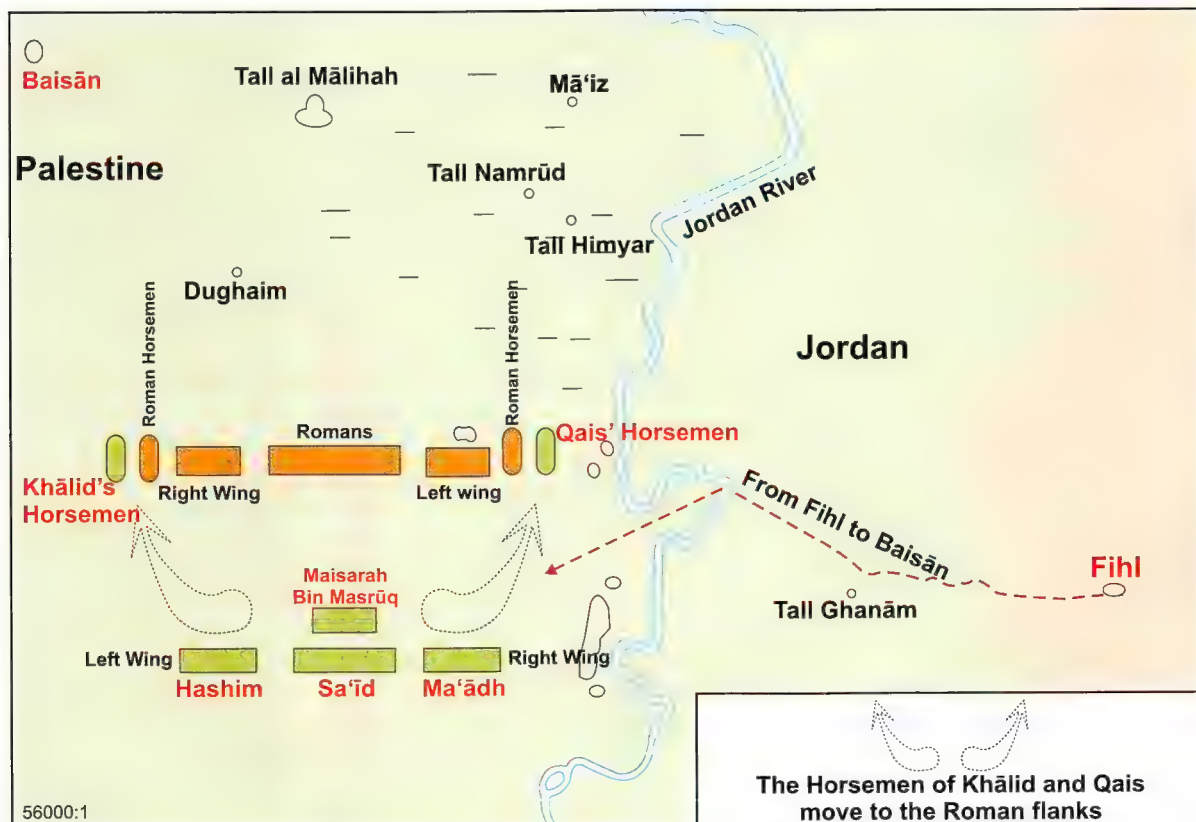 Baisān
Tall al Mālihah
Mā‘iz
Palestine
Tall Namrūd
Jordan River
Tall Himyar
Dughaim
Roman Horsemen
Roman Horsemen
Jordan
Romans
Qais’ Horsemen
Khālid’s
Horsemen
Right Wing
Left wing
From Fihl to Baisān
Fihl
Maisarah
Bin Masrūq
Tall Ghanām
Left Wing
Right Wing
Hashim
Sa‘īd
Ma‘ādh
The Horsemen of Khālid and Qais
move to the Roman flanks
56000:1